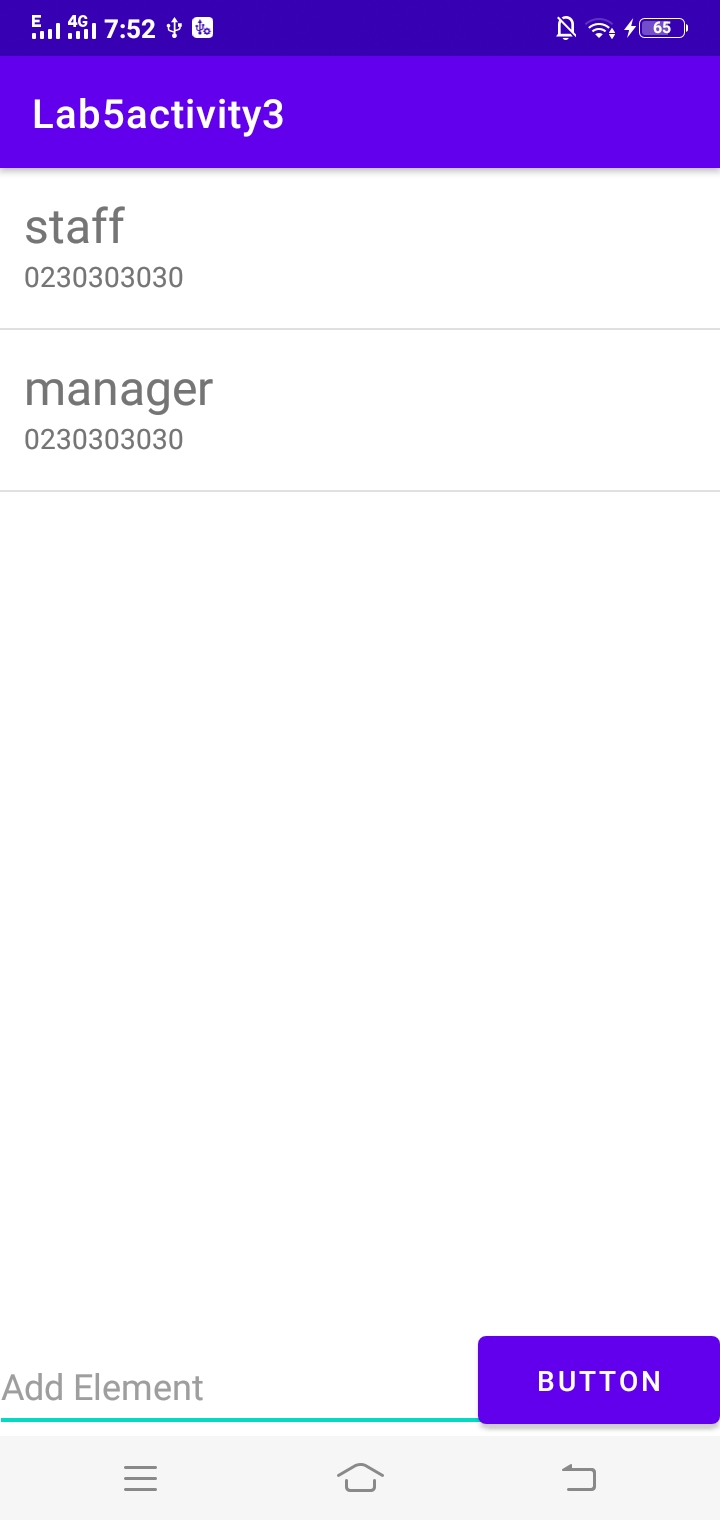 E 4G 7:52 65
Lab5activity3
staff
0230303030
manager
0230303030
Add Element
BUTTON